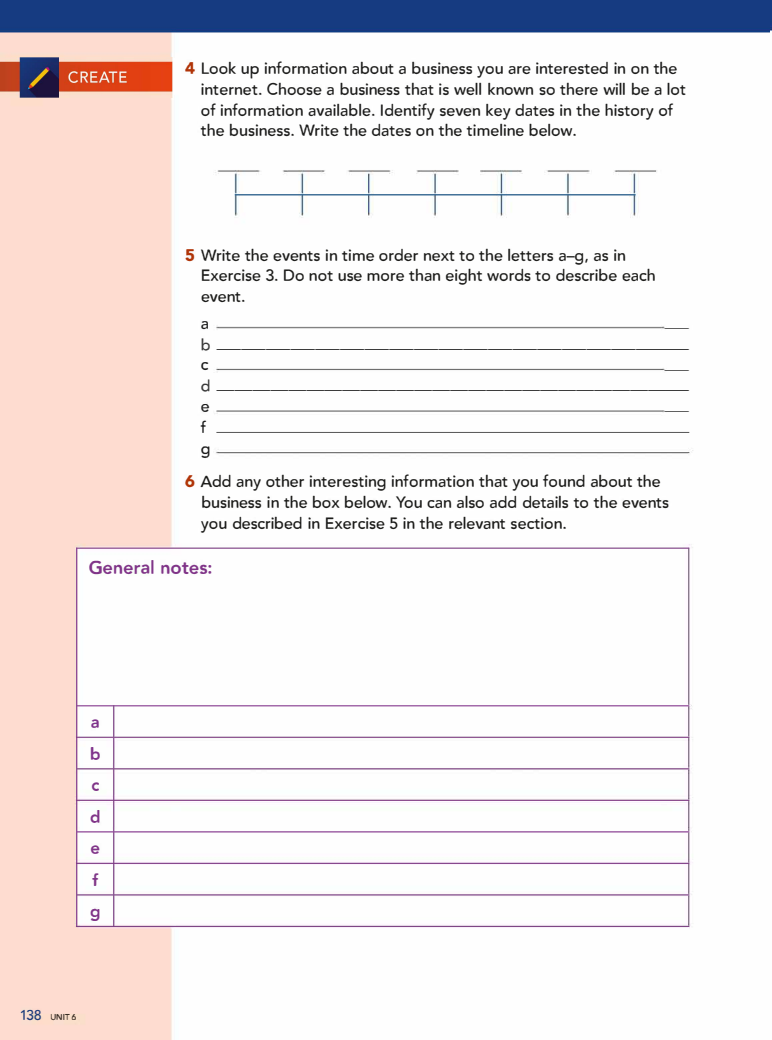 CREATE
4 Look up information about a business you are interested in on the
internet. Choose a business that is well known so there will be a lot
of information available. Identify seven key dates in the history of
the business. Write the dates on the timeline below.
5 Write the events in time order next to the letters a–g, as in
Exercise 3. Do not use more than eight words to describe each
event.
a
b
c
d
e
f
g
6 Add any other interesting information that you found about the
business in the box below. You can also add details to the events
you described in Exercise 5 in the relevant section.
General notes:
a
b
c
d
e
f
g
138 UNIT 6